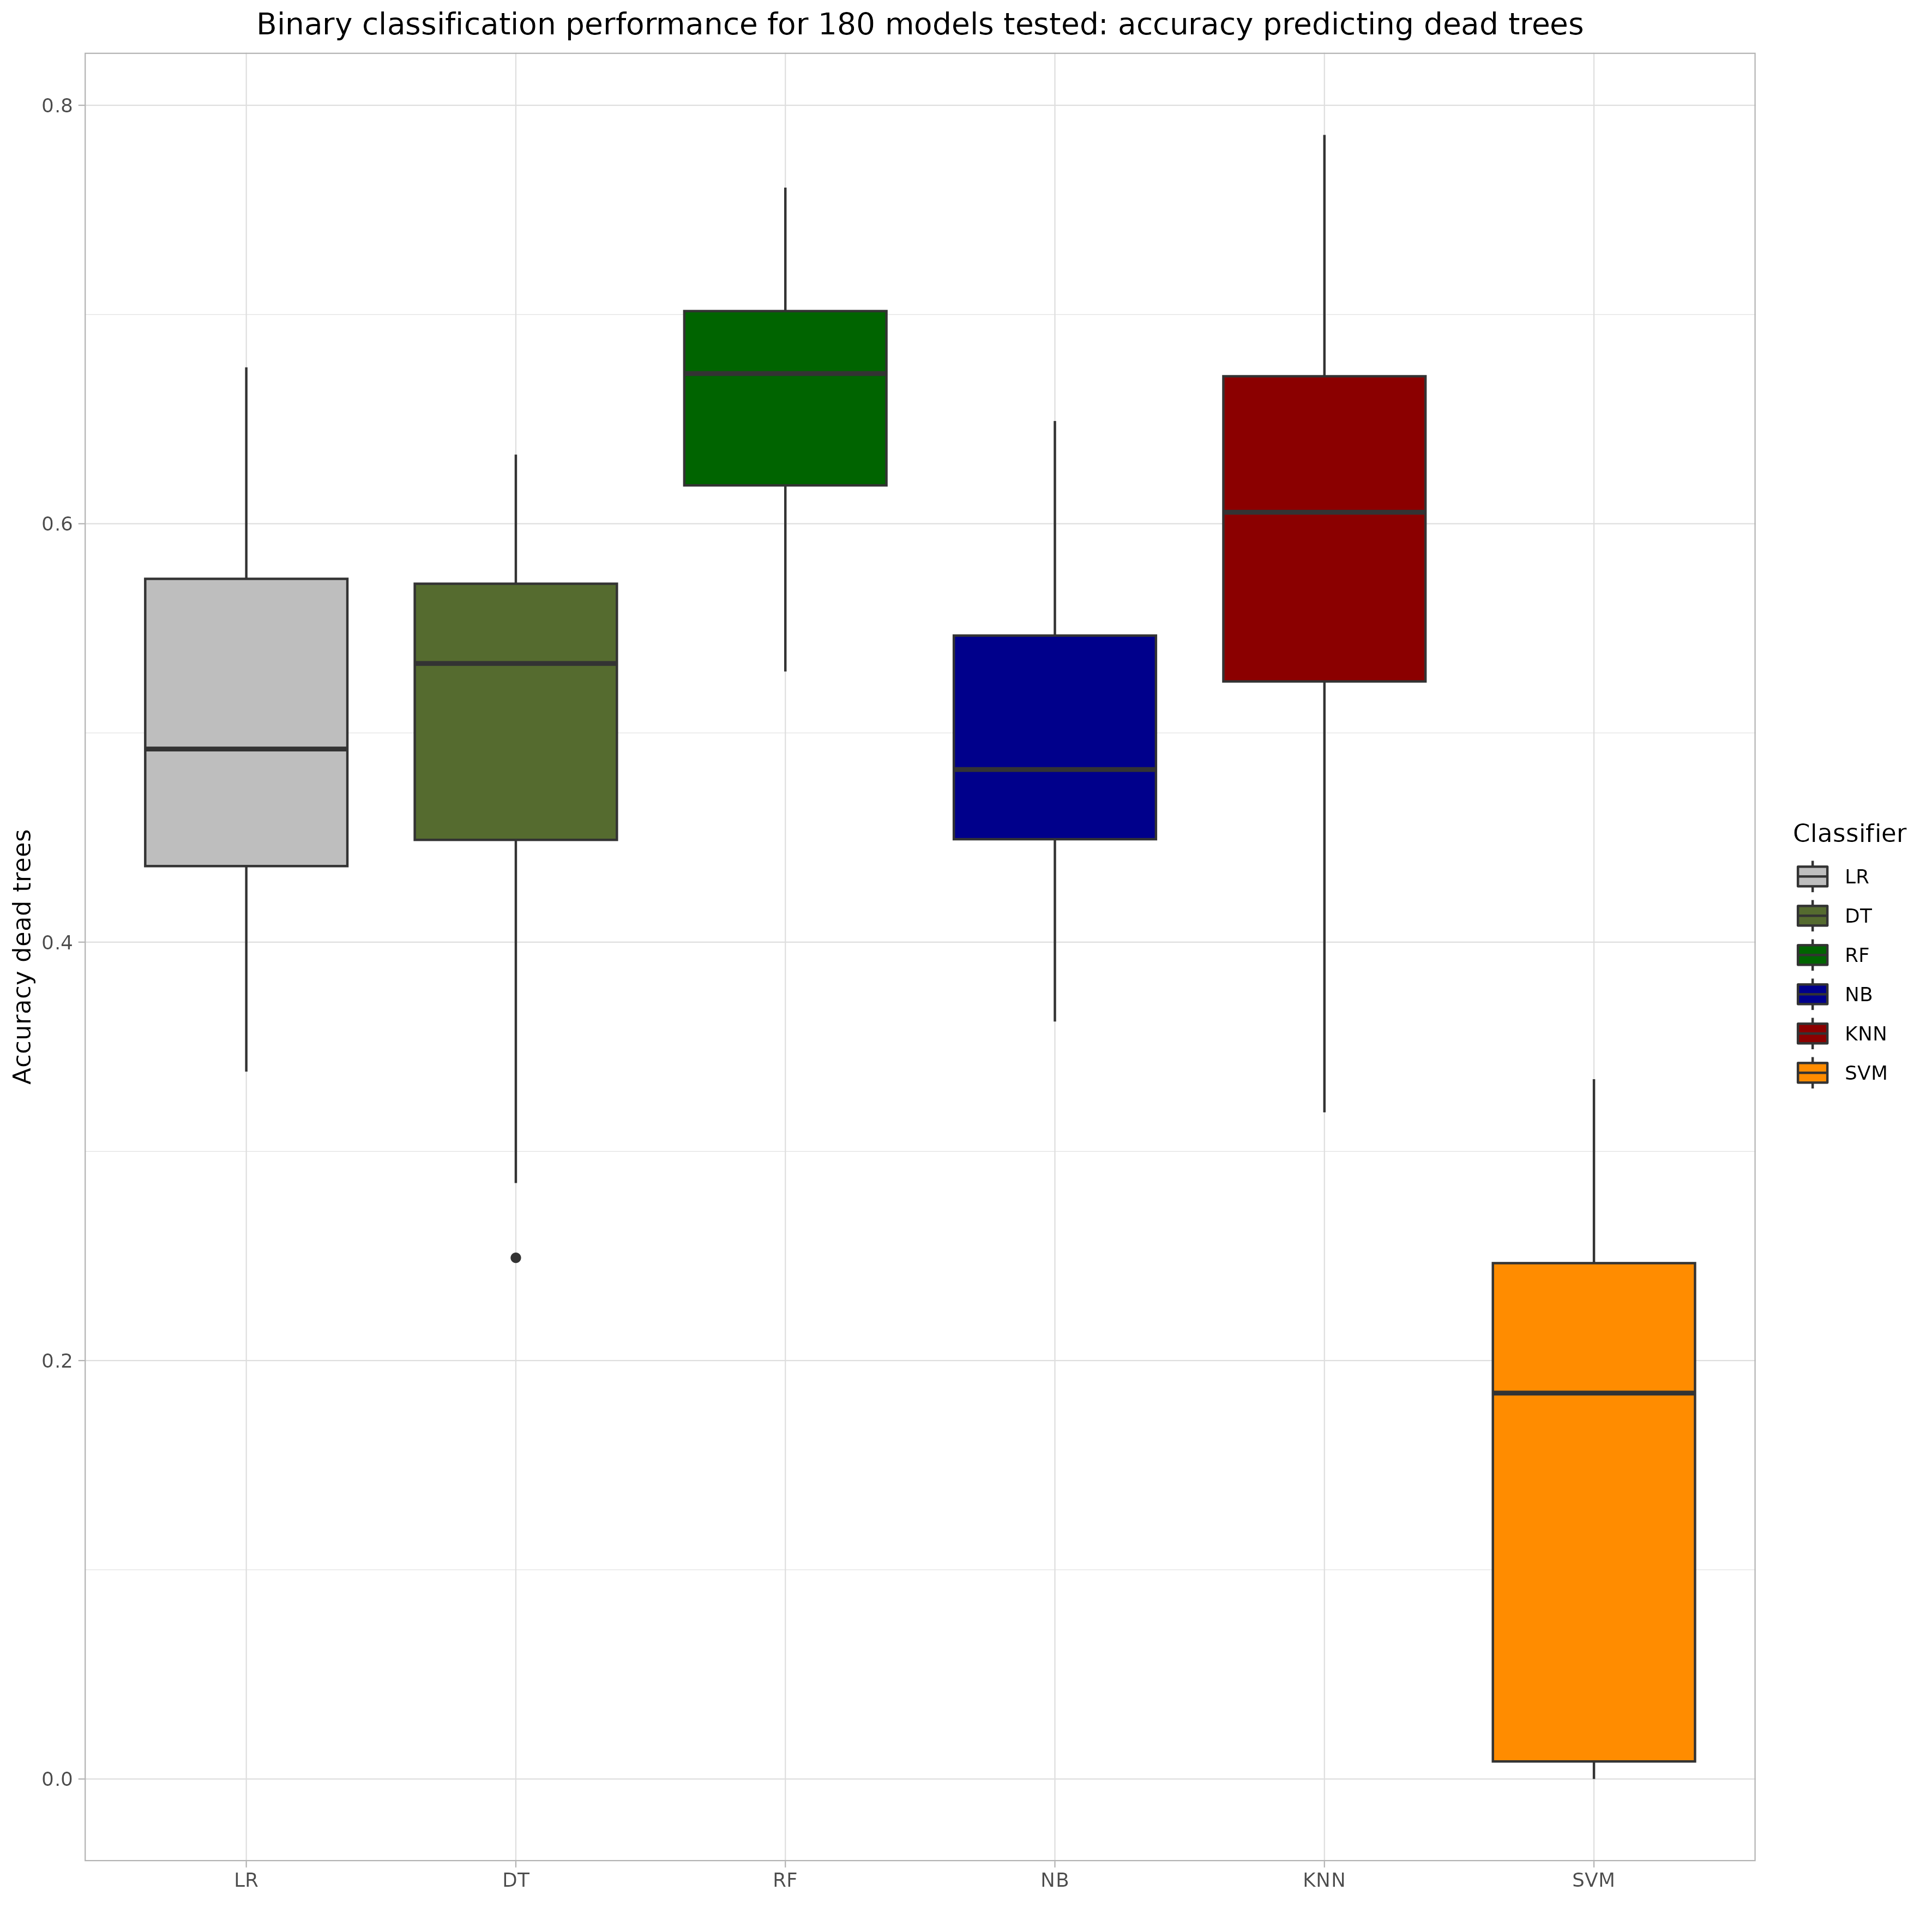 Binary classification performance for 180 models tested: accuracy predicting dead trees
Accuracy dead trees
0.8
0.6
0.4
0.2
0.0
LR
DT
RF
NB
KNN
SVM
Classifier
LR
DT
RF
NB
KNN
SVM